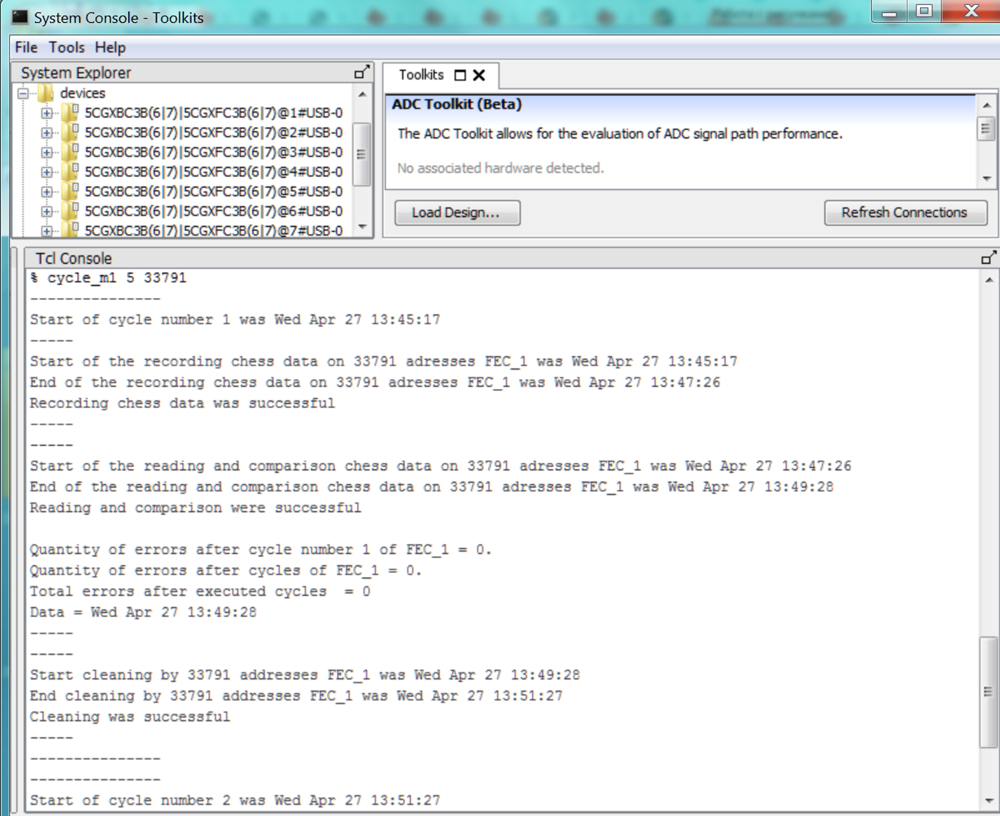 System Console - Toolkits
File Tools Help
System Explorer
devices
5CGXBC3B(6|7)|5CGXFC3B(6|7)@1#USB-0
5CGXBC3B(6|7)|5CGXFC3B(6|7)@2#USB-0
5CGXBC3B(6|7)|5CGXFC3B(6|7)@3#USB-0
5CGXBC3B(6|7)|5CGXFC3B(6|7)@4#USB-0
5CGXBC3B(6|7)|5CGXFC3B(6|7)@5#USB-0
5CGXBC3B(6|7)|5CGXFC3B(6|7)@6#USB-0
5CGXBC3B(6|7)|5CGXFC3B(6|7)@7#USB-0
Toolkits
ADC Toolkit (Beta)
The ADC Toolkit allows for the evaluation of ADC signal path performance.
No associated hardware detected.
Load Design...
Refresh Connections
Tcl Console
% cycle_m1 5 33791
---------------
Start of cycle number 1 was Wed Apr 27 13:45:17
-----
Start of the recording chess data on 33791 adresses FEC_1 was Wed Apr 27 13:45:17
End of the recording chess data on 33791 adresses FEC_1 was Wed Apr 27 13:47:26
Recording chess data was successful
-----
-----
Start of the reading and comparison chess data on 33791 adresses FEC_1 was Wed Apr 27 13:47:26
End of the reading and comparison chess data on 33791 adresses FEC_1 was Wed Apr 27 13:49:28
Reading and comparison were successful
Quantity of errors after cycle number 1 of FEC_1 = 0.
Quantity of errors after cycles of FEC_1 = 0.
Total errors after executed cycles  = 0
Data = Wed Apr 27 13:49:28
-----
-----
Start cleaning by 33791 addresses FEC_1 was Wed Apr 27 13:49:28
End cleaning by 33791 addresses FEC_1 was Wed Apr 27 13:51:27
Cleaning was successful
-----
---------------
---------------
Start of cycle number 2 was Wed Apr 27 13:51:27